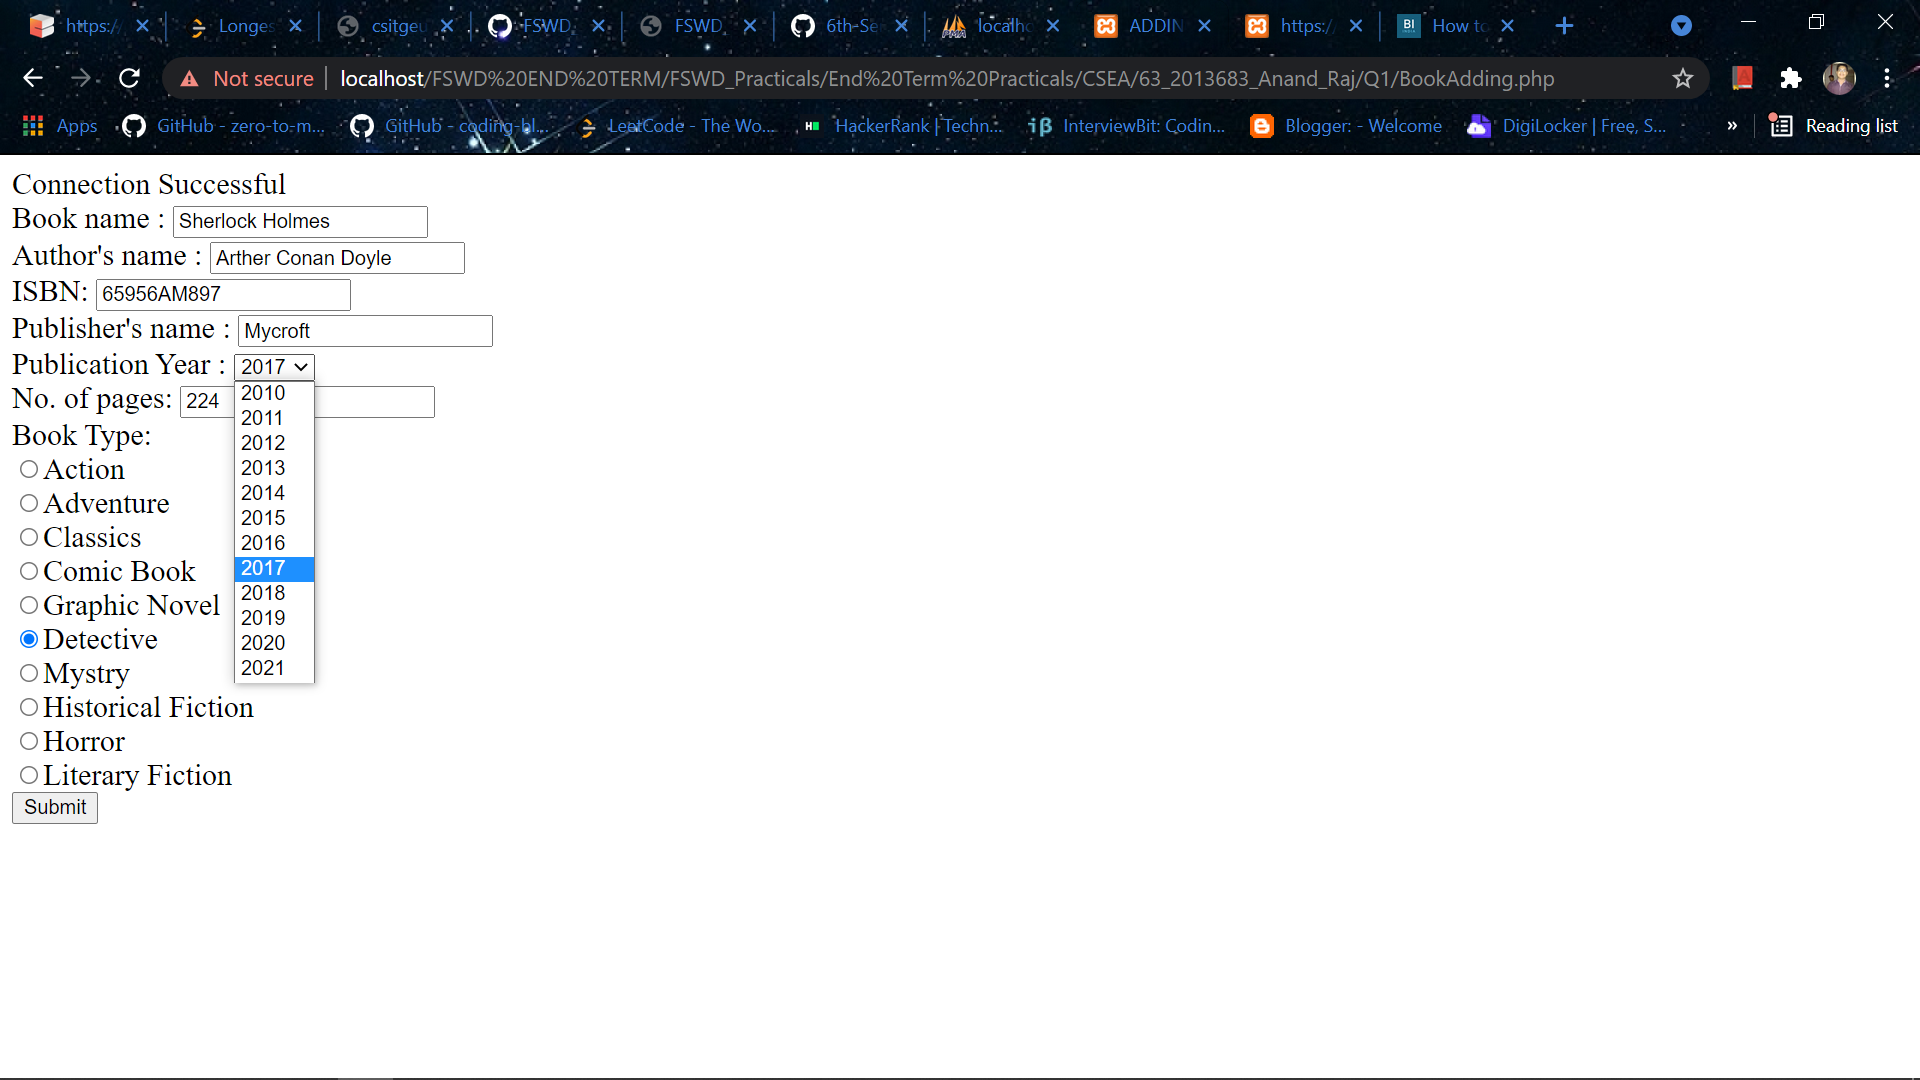 https:/
Longes
csitgeu
FSWD.
FSWD.
6th-Se
localho
ADDIN
https:/
BI
How to
Not secure
localhost/FSWD%20END%20TERM/FSWD_Practicals/End%20Term%20Practicals/CSEA/63_2013683_Anand_Raj/Q1/BookAdding.php
Apps
GitHub - zero-to-m...
GitHub - coding-bl...
LeetCode - The Wo...
HackerRank | Techn...
InterviewBit: Codin...
Blogger: - Welcome
DigiLocker | Free, S...
»
Reading list
Connection Successful
Book name : Sherlock Holmes
Author's name : Arther Conan Doyle
ISBN: 65956AM897
Publisher's name : Mycroft
Publication Year : 2017
2010
2011
2012
2013
2014
2015
2016
2017
2018
2019
2020
2021
No. of pages: 224
Book Type:
Action
Adventure
Classics
Comic Book
Graphic Novel
Detective
Mystry
Historical Fiction
Horror
Literary Fiction
Submit